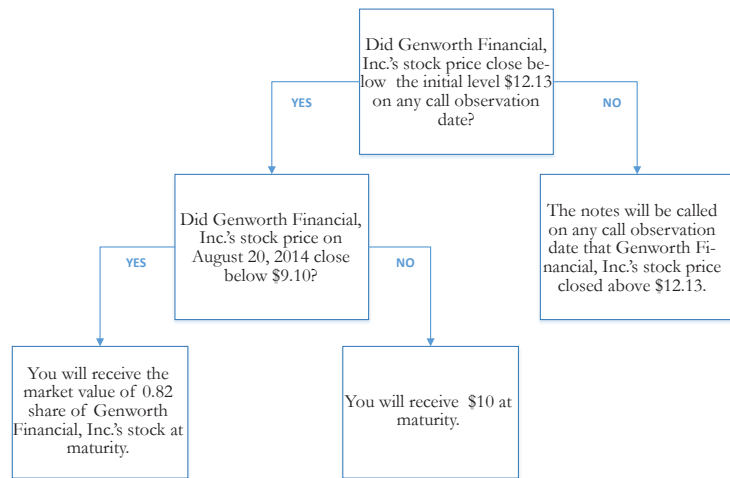 Did Genworth Financial,
Inc.'s stock price close be-
low the initial level $12.13
on any call observation
date?
YES
NO
Did Genworth Financial,
Inc.'s stock price on
August 20, 2014 close
below $9.10?
The notes will be called
on any call observation
date that Genworth Fi-
nancial, Inc.'s stock price
closed above $12.13.
YES
NO
You will receive the
market value of 0.82
share of Genworth
Financial, Inc.'s stock at
maturity.
You will receive $10 at
maturity.